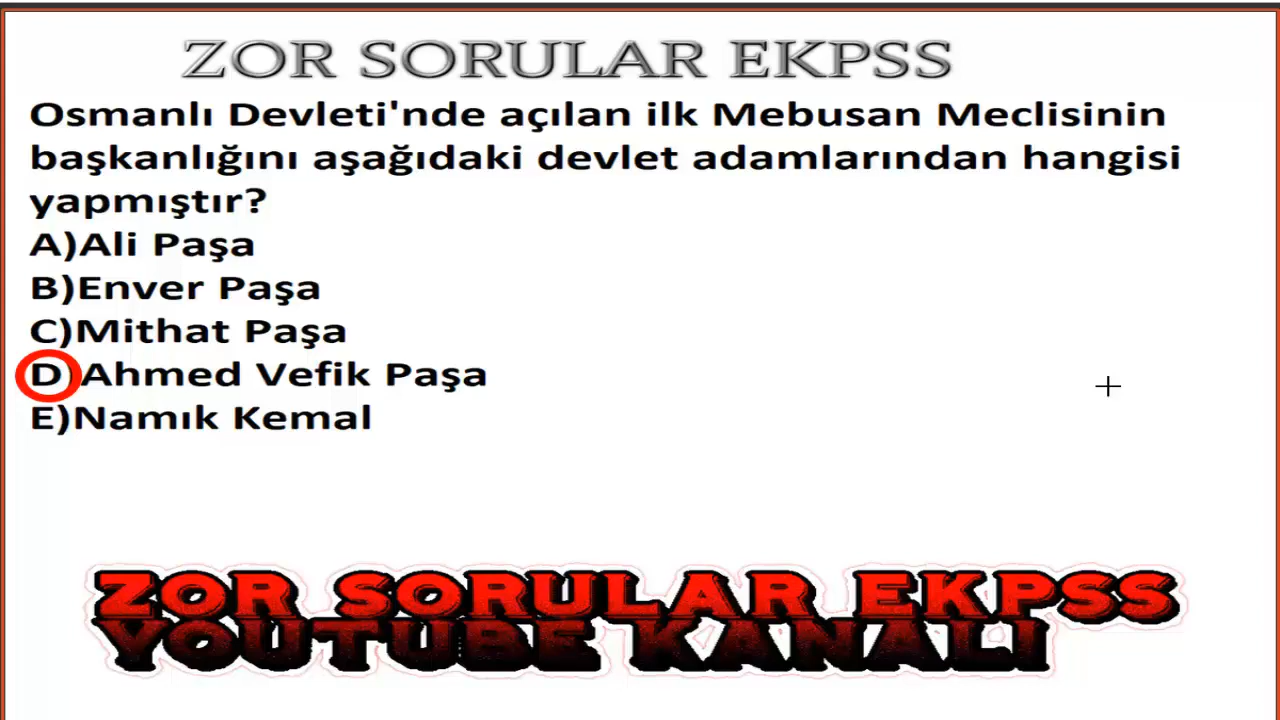 ZOR SORULAR EKPSS
Osmanlı Devleti'nde açılan ilk Mebusan Meclisinin
başkanlığını aşağıdaki devlet adamlarından hangisi
yapmıştır?
A)Ali Paşa
B)Enver Paşa
C)Mithat Paşa
D)Ahmed Vefik Paşa
E)Namık Kemal
ZOR SORULAR EKPSS
YOUTUBE KANALI